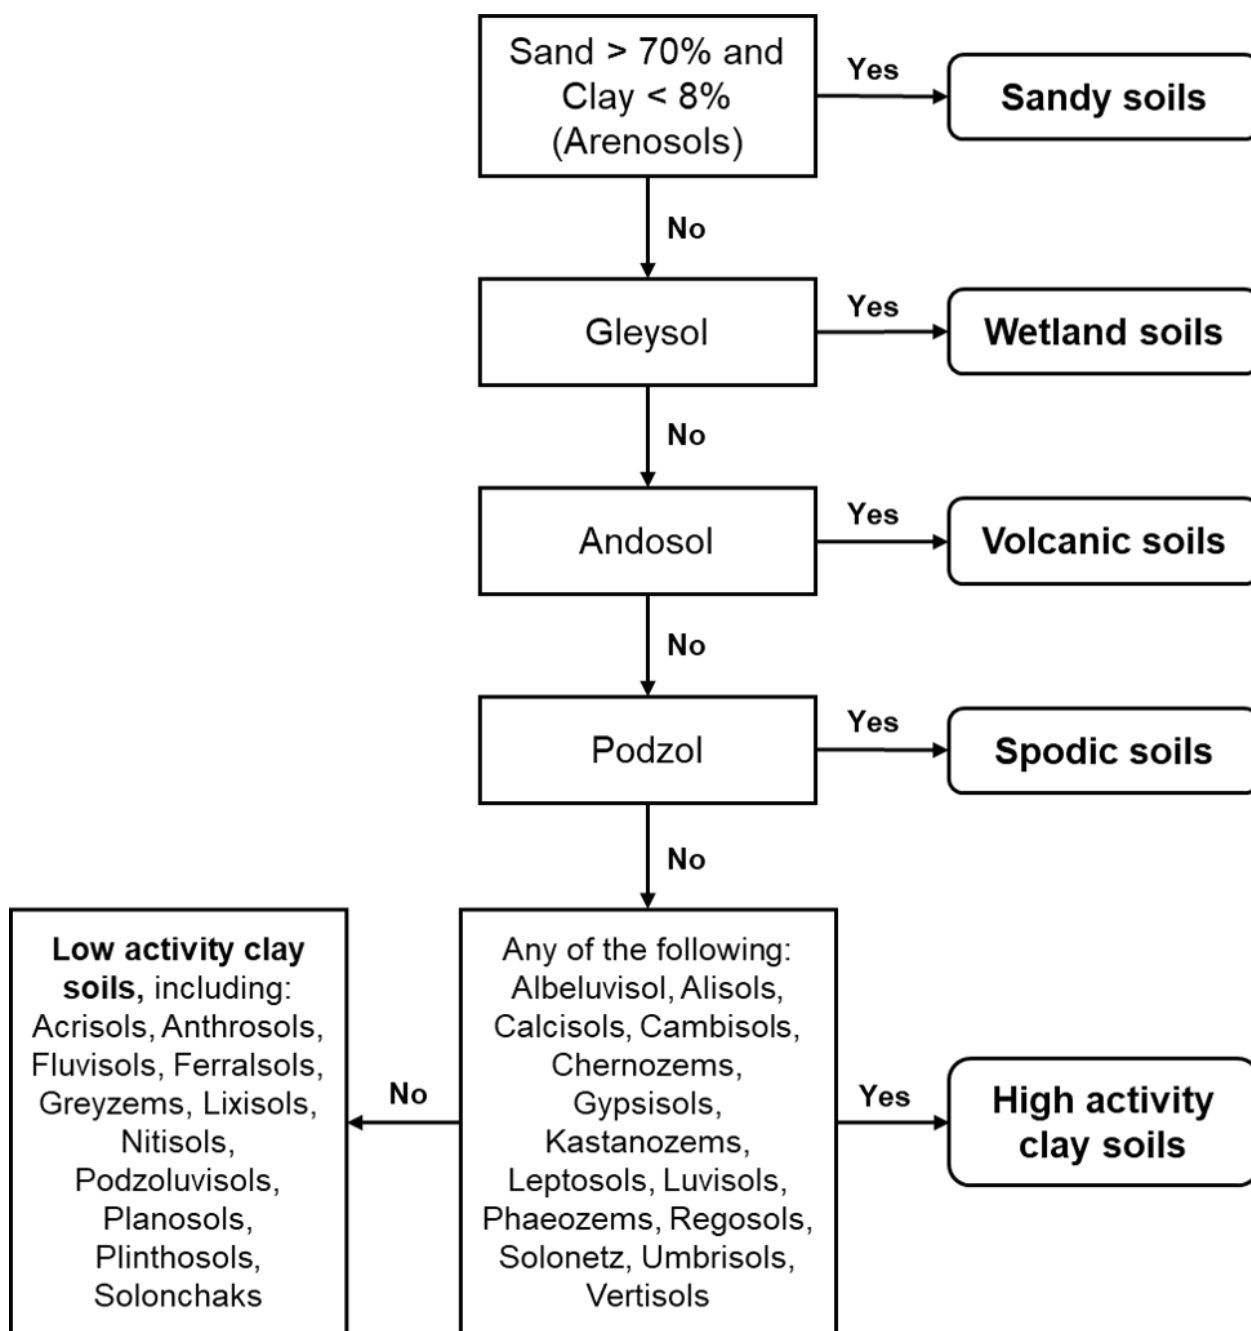 Sand > 70% and
Clay < 8%
(Arenosols)
Yes
Sandy soils
No
Gleysol
Yes
Wetland soils
No
Andosol
Yes
Volcanic soils
No
Podzol
Yes
Spodic soils
No
Low activity clay
soils, including:
Acrisols, Anthrosols,
Fluvisols, Ferralsols,
Greyzems, Lixisols,
Nitisols,
Podzoluvisols,
Planosols,
Plinthosols,
Solonchaks
No
Any of the following:
Albeluvisol, Alisols,
Calcisols, Cambisols,
Chernozems,
Gypsisols,
Kastanozems,
Leptosols, Luvisols,
Phaeozems, Regosols,
Solonetz, Umbrisols,
Vertisols
Yes
High activity
clay soils